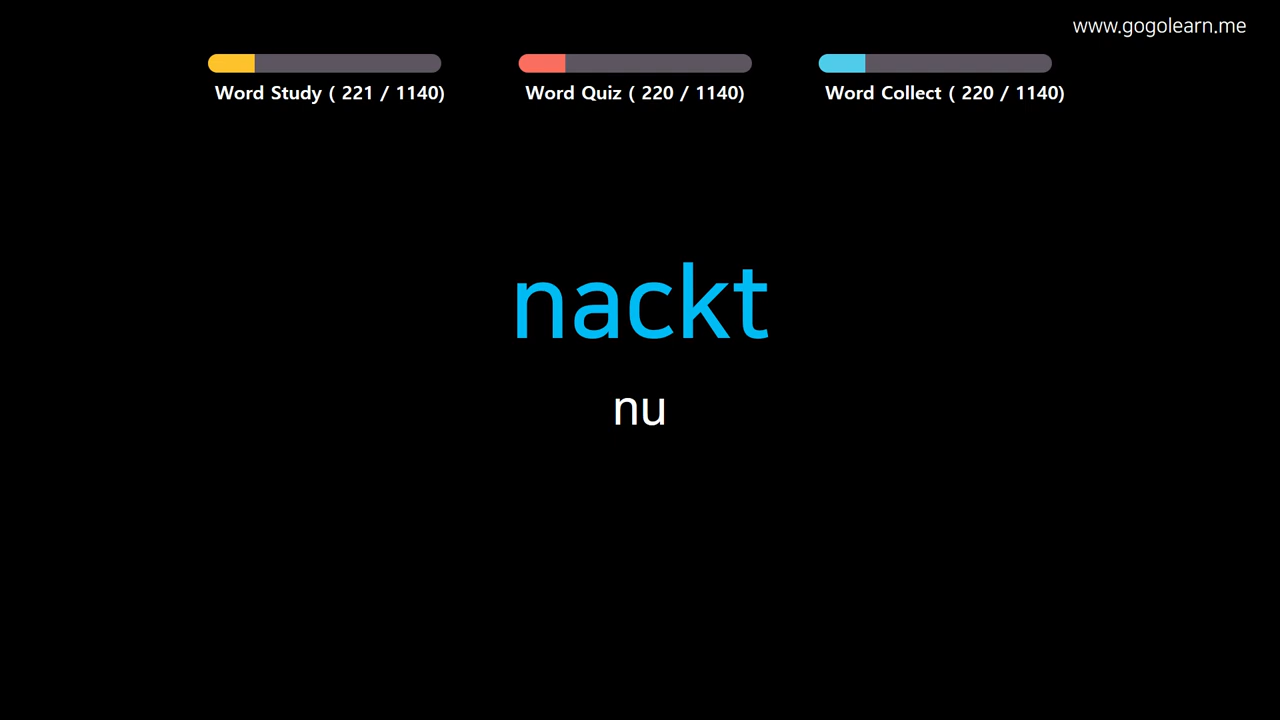 www.gogolearn.me
Word Study ( 221 / 1140)
Word Quiz ( 220 / 1140)
Word Collect ( 220 / 1140)
nackt
nu